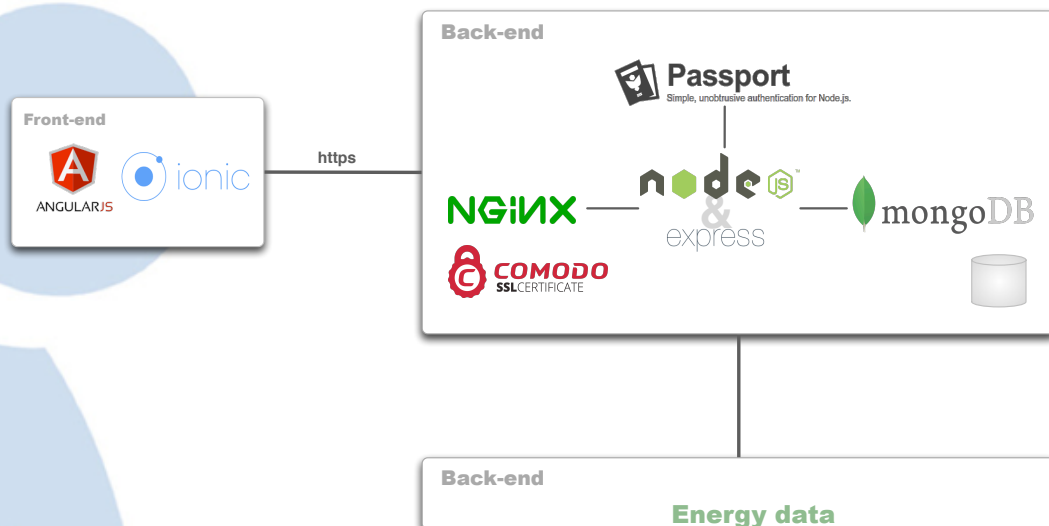 Back-end
Passport
Simple, unobtrusive authentication for Node.js.
Front-end
ANGULARJS
ionic
https
node
JS
™
NGINX
&
express
mongoDB
C COMODO
SSLCERTIFICATE
Back-end
Energy data